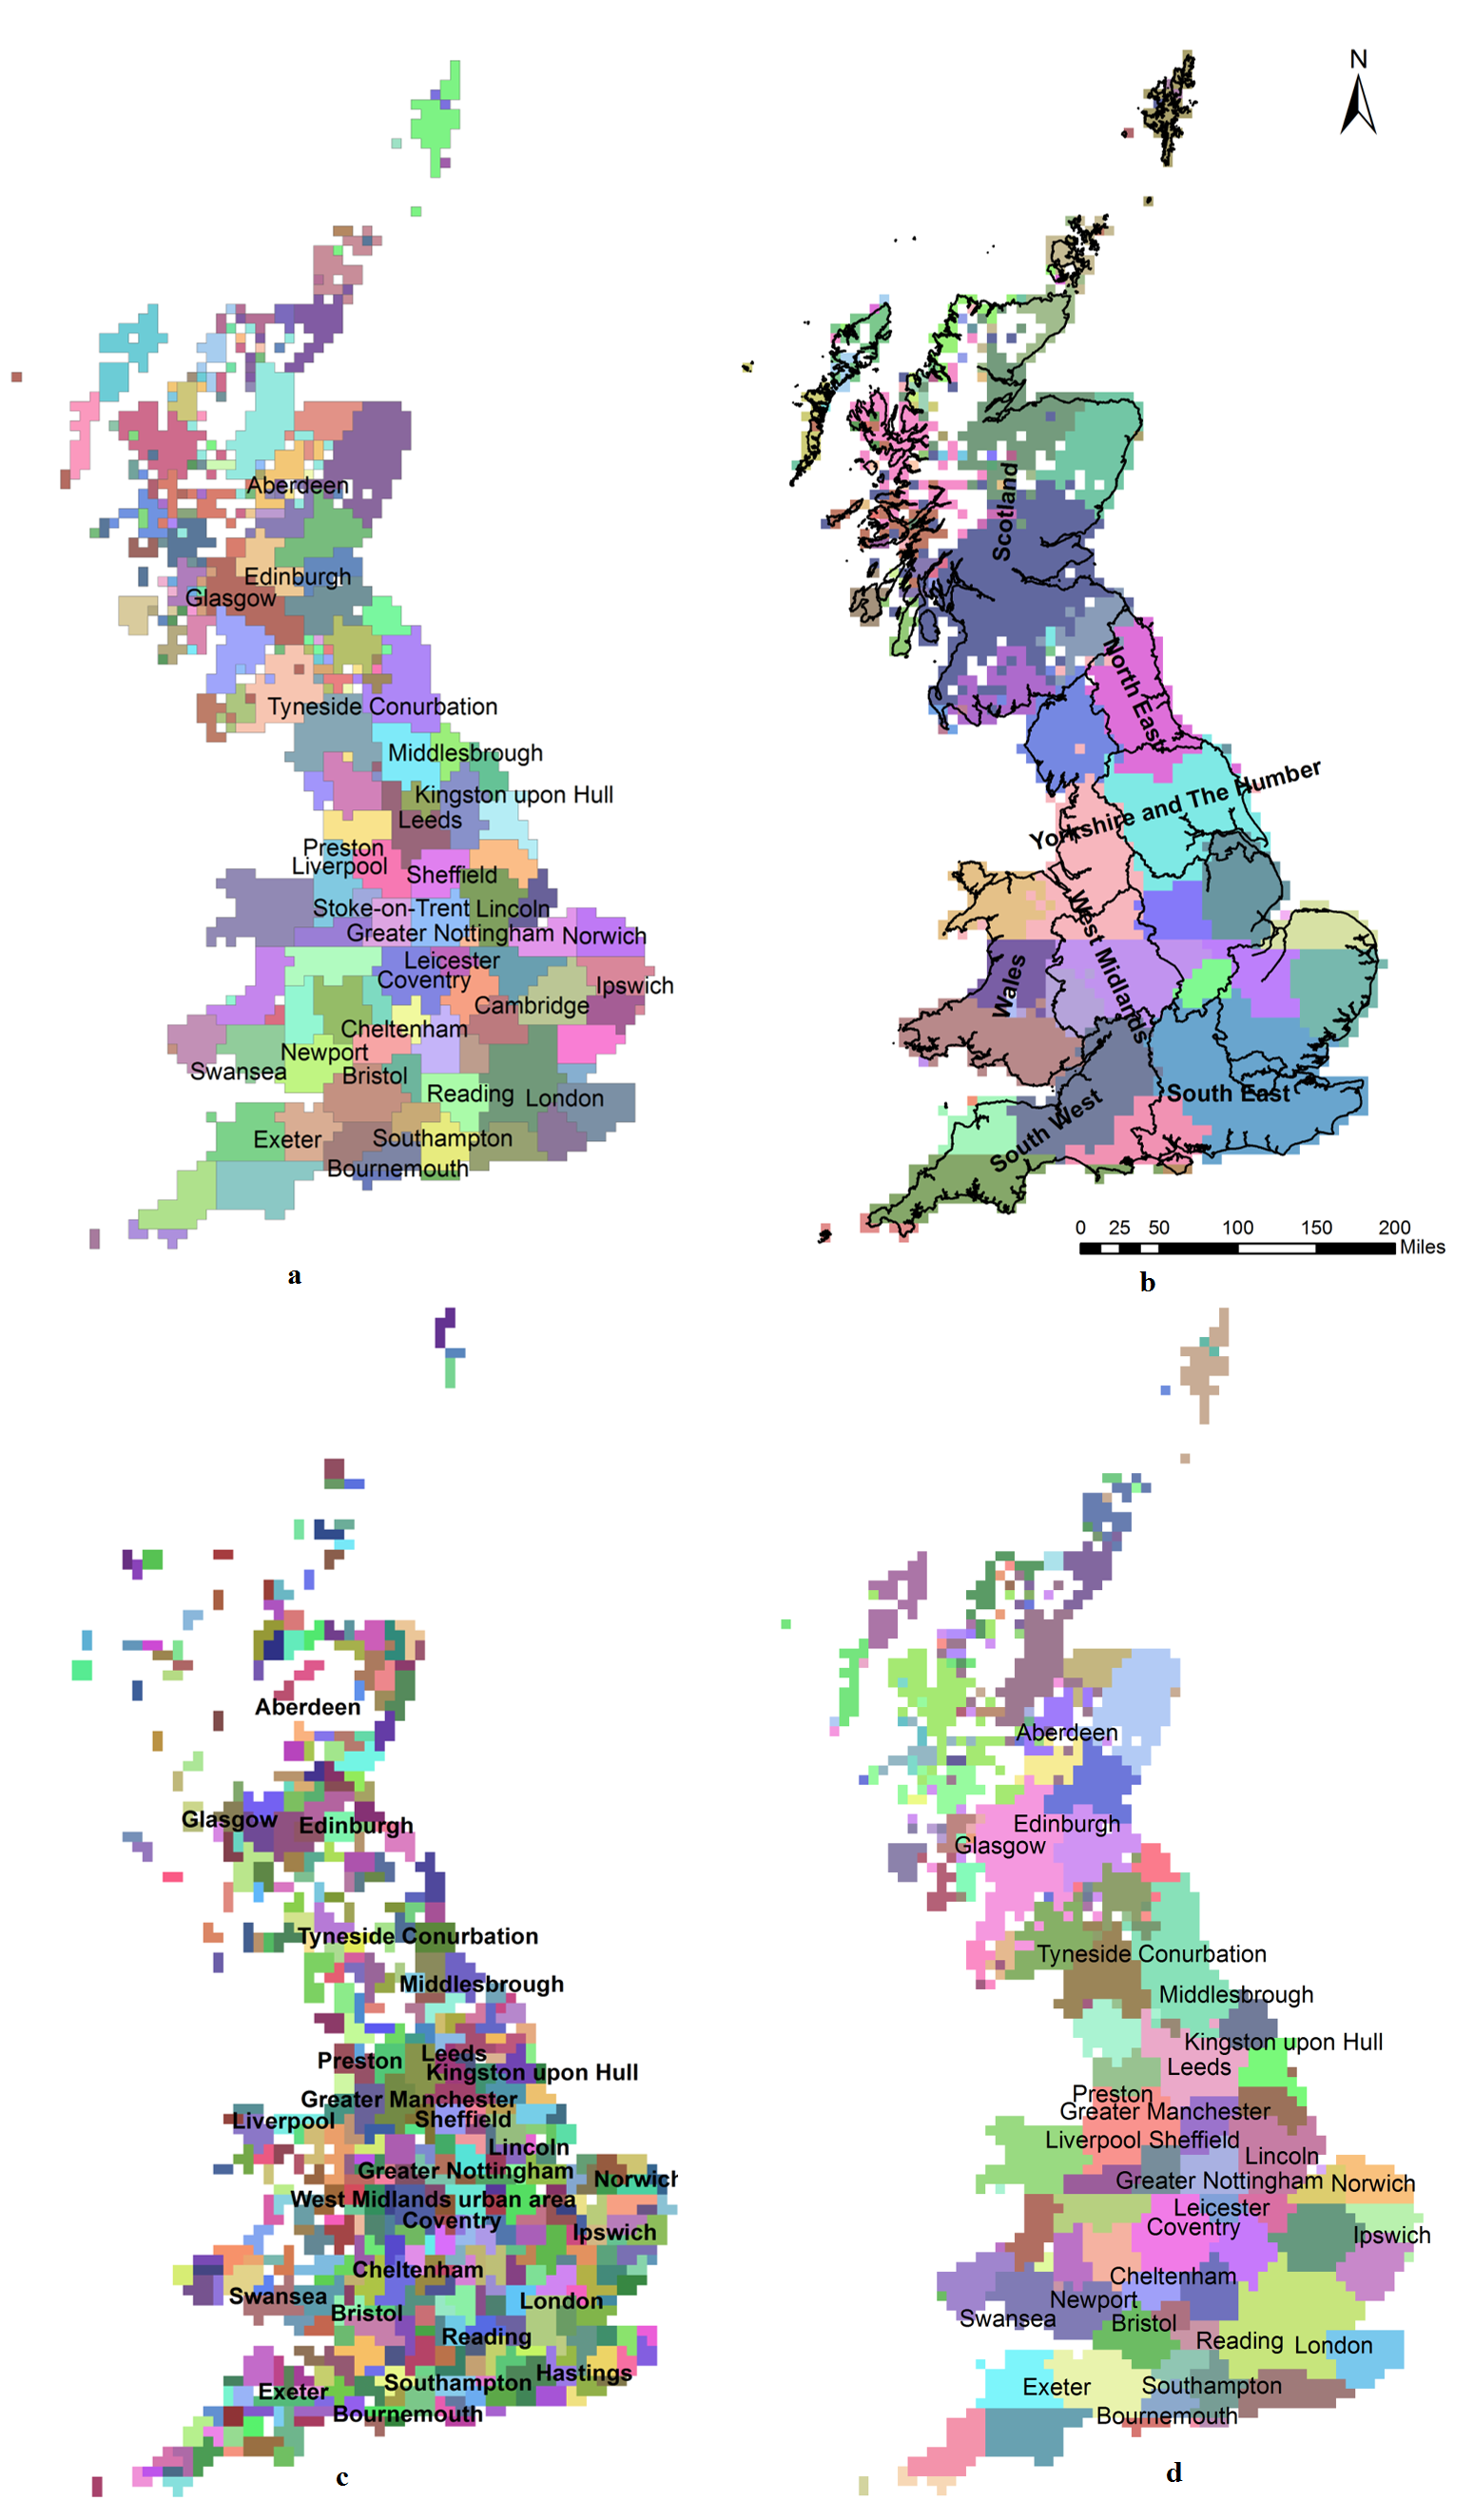 N
Aberdeen
Edinburgh
Glasgow
Tyneside Conurbation
Middlesbrough
Kingston upon Hull
Leeds
Preston
Liverpool
Sheffield
Stoke-on-Trent Lincoln
Greater Nottingham Norwich
Leicester
Coventry
Ipswich
Cambridge
Cheltenham
Newport
Swansea
Bristol
Reading London
Exeter
Southampton
Bournemouth
a
Scotland
North East
Yorkshire and The Humber
West Midlands
Wales
South East
South West
0 25 50 100 150 200
Miles
b
Aberdeen
Glasgow
Edinburgh
Tyneside Conurbation
Middlesbrough
Leeds
Preston
Kingston upon Hull
Greater Manchester
Liverpool
Sheffield
Lincoln
Greater Nottingham
Norwich
West Midlands urban area
Coventry
Ipswich
Cheltenham
Swansea
London
Bristol
Reading
Hastings
Southampton
Exeter
Bournemouth
c
Aberdeen
Edinburgh
Glasgow
Tyneside Conurbation
Middlesbrough
Kingston upon Hull
Leeds
Preston
Greater Manchester
Liverpool Sheffield
Lincoln
Greater Nottingham Norwich
Leicester
Coventry
Ipswich
Cheltenham
Newport
Swansea
Bristol
Reading London
Exeter
Southampton
Bournemouth
d